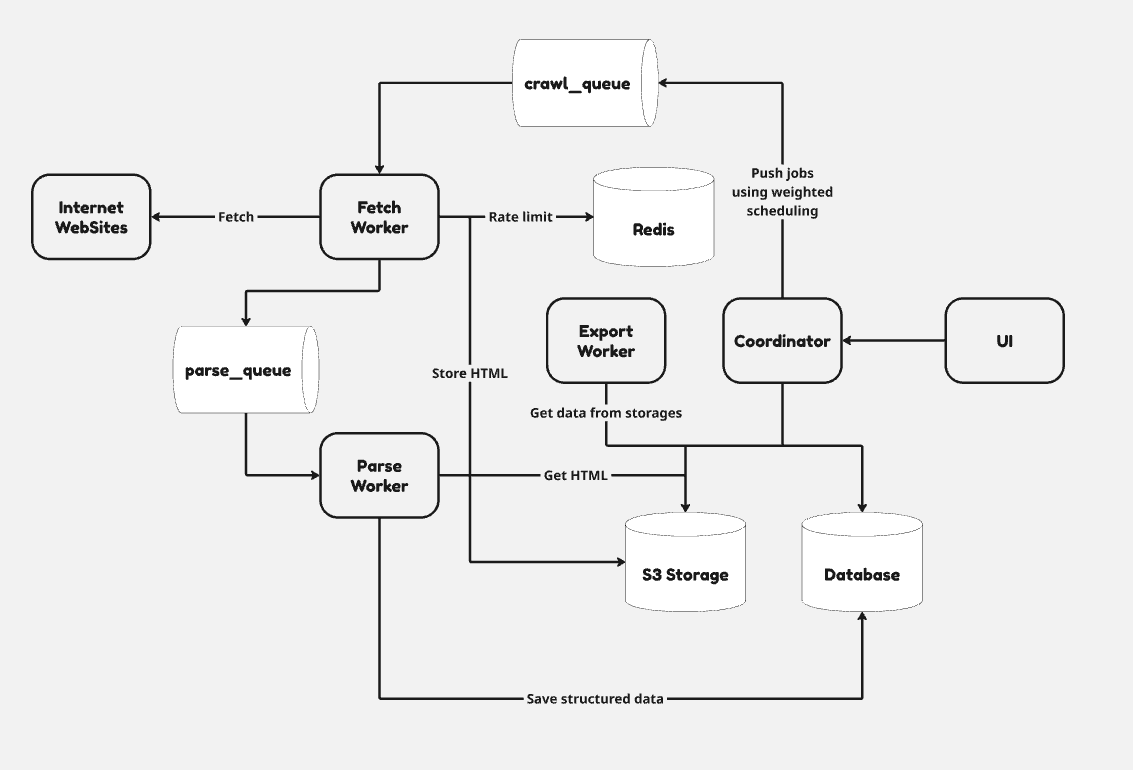 crawl_queue
Push jobs
using weighted
scheduling
Internet
WebSites
Fetch
Fetch
Worker
Rate limit
Redis
Export
Worker
Coordinator
UI
parse_queue
Store HTML
Get data from storages
Parse
Worker
Get HTML
S3 Storage
Database
Save structured data